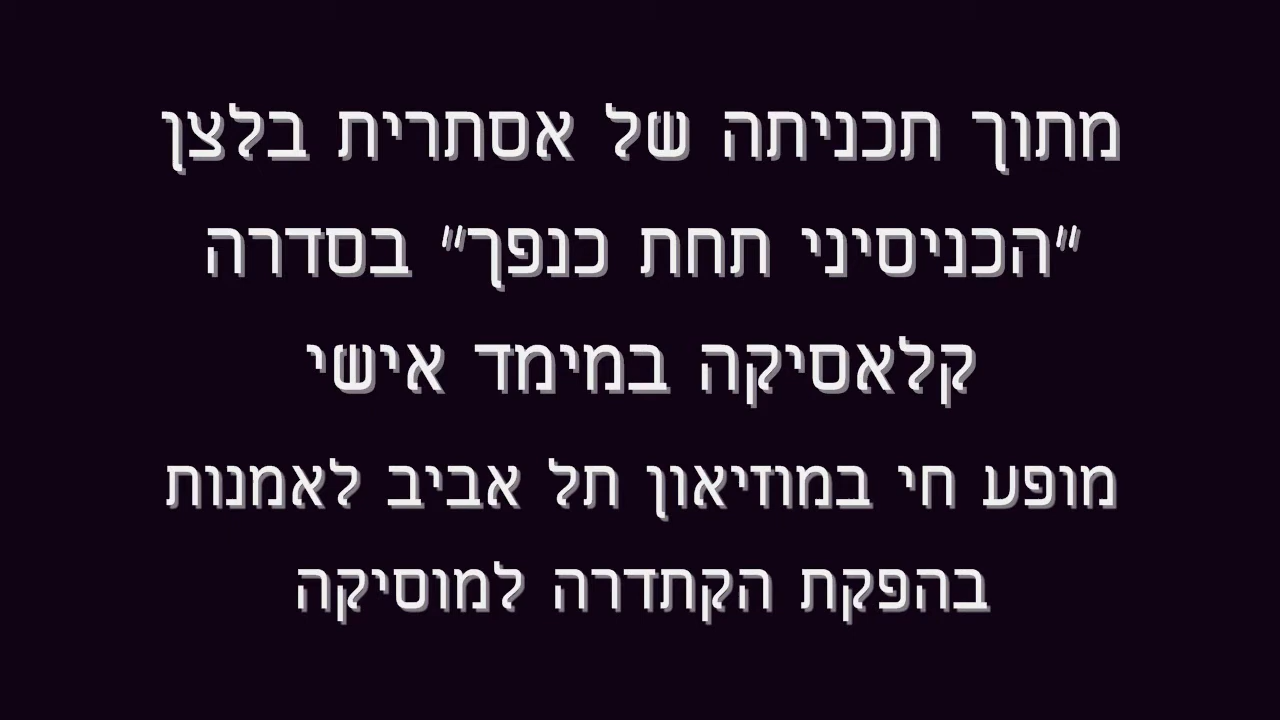 מתוך תכניתה של אסתרית בלצן
"הכניסיני תחת כנפך" בסדרה
קלאסיקה במימד אישי
מופע חי במוזיאון תל אביב לאמנות
בהפקת הקתדרה למוסיקה